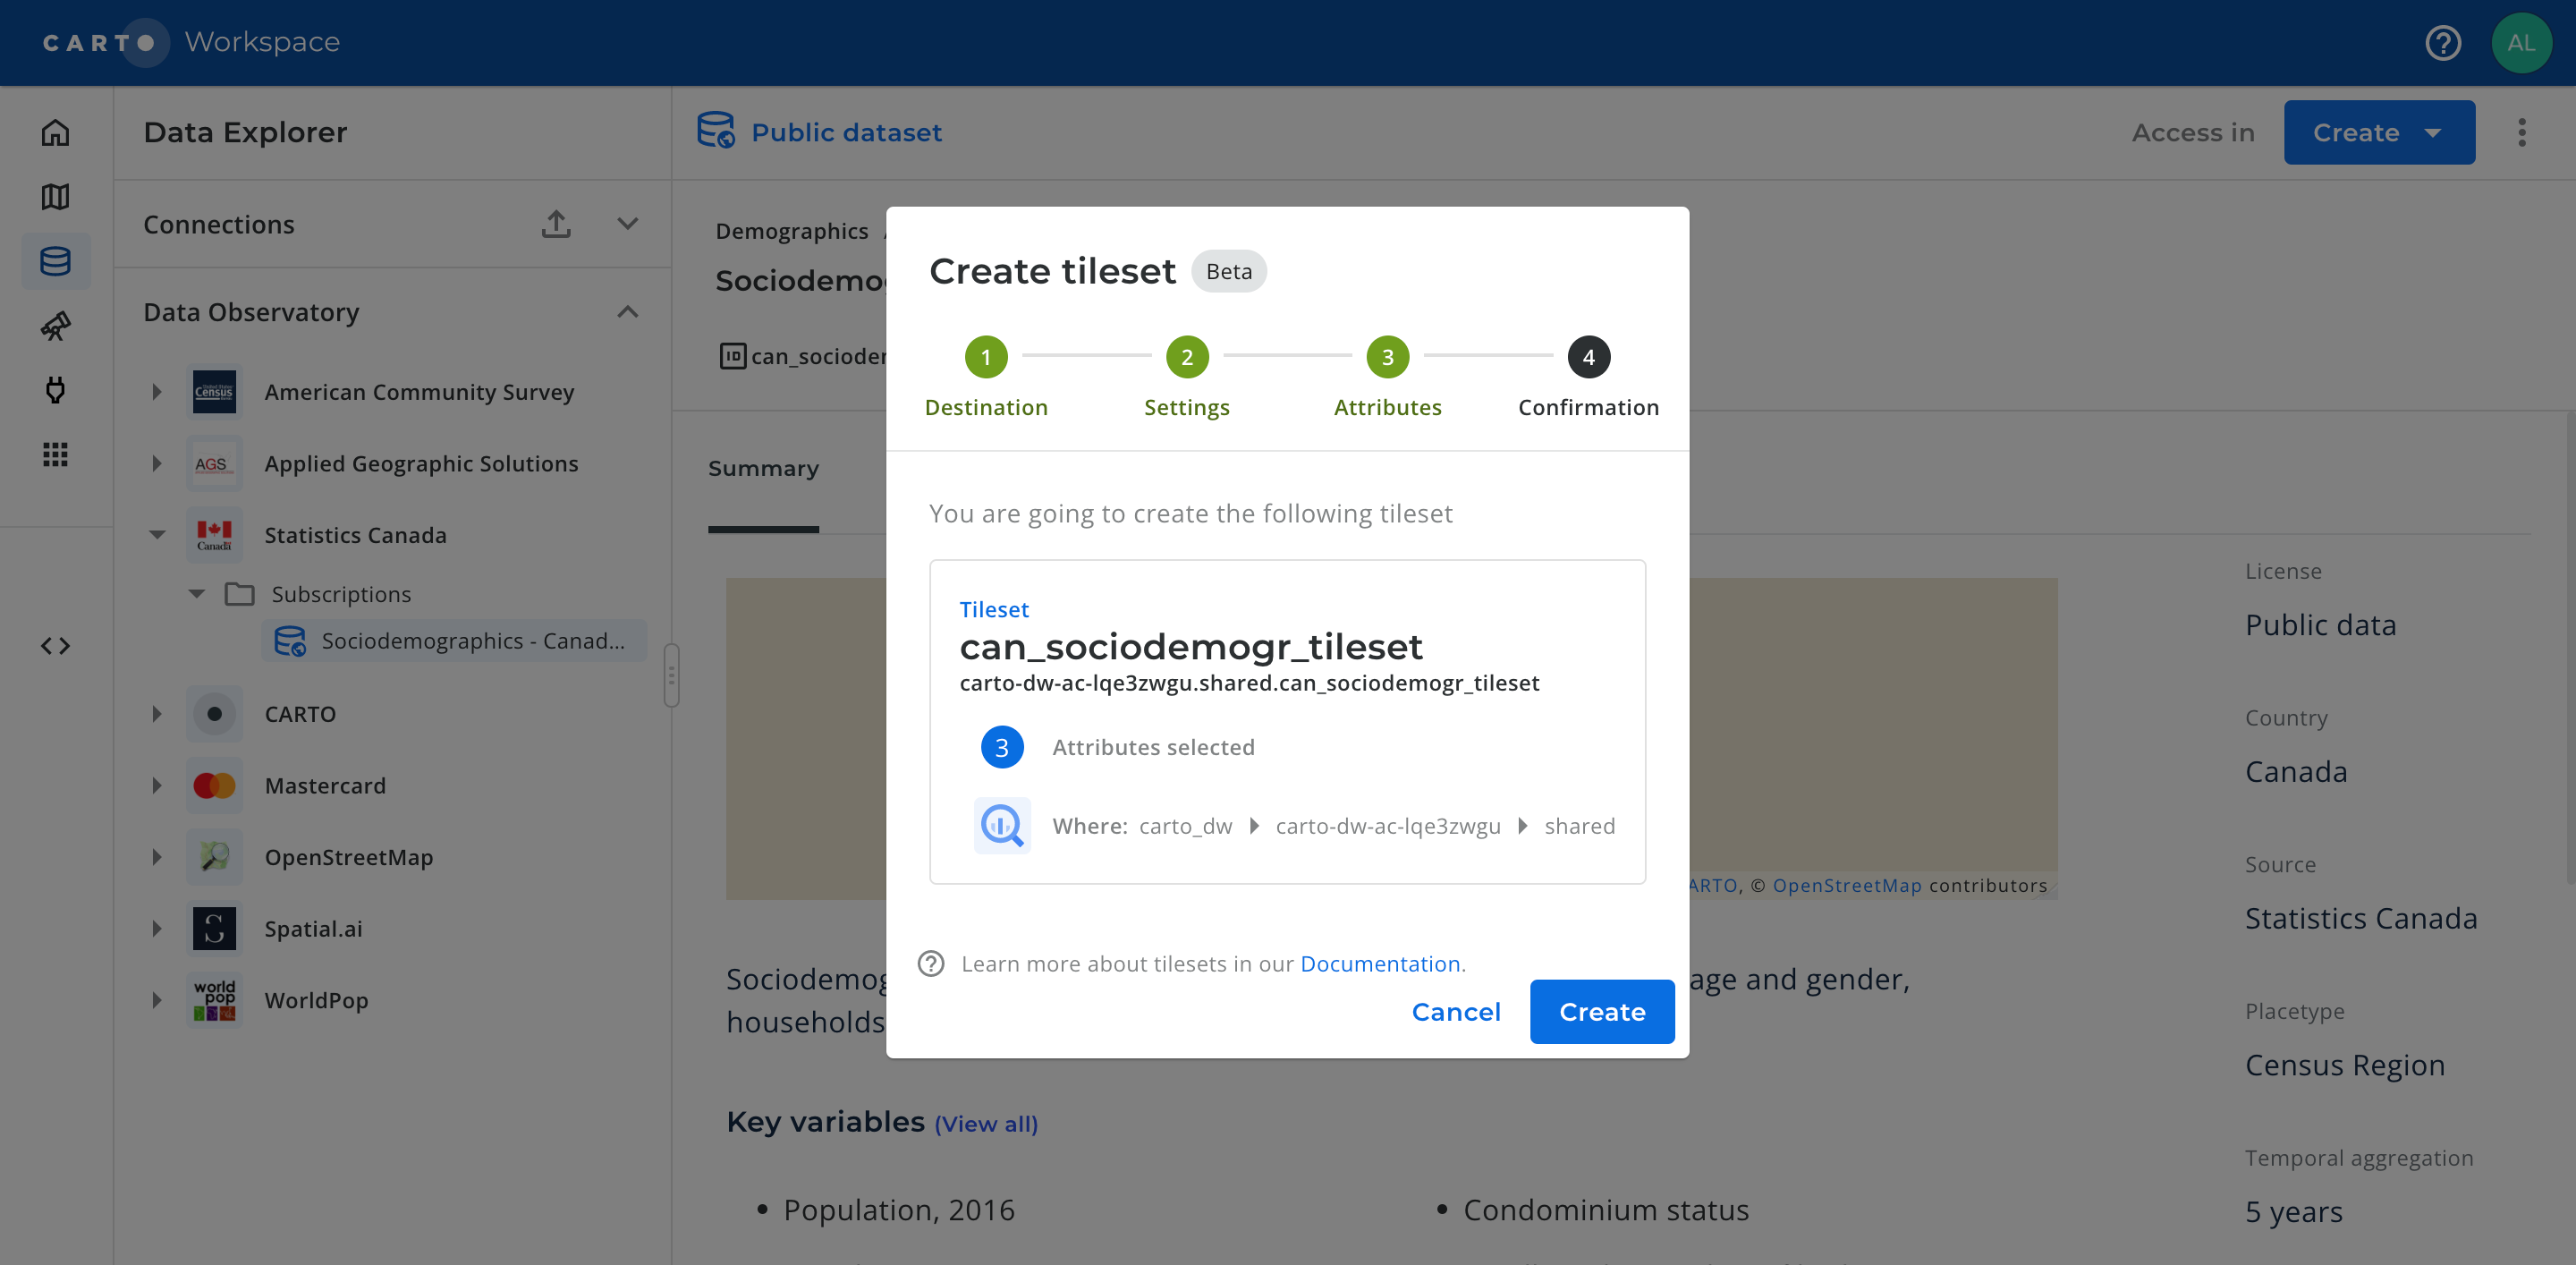 CARTO Workspace
?
AL
Data Explorer
Public dataset
Access in
Create
Connections
Data Observatory
American Community Survey
Applied Geographic Solutions
AGS
Statistics Canada
Canada
Subscriptions
Sociodemographics - Canad...
CARTO
Mastercard
OpenStreetMap
Spatial.ai
world
pop
WorldPop
Demographics
ID can_socioder
Summary
Create tileset Beta
1 2 3 4
Destination Settings Attributes Confirmation
You are going to create the following tileset
Tileset
can_sociodemogr_tileset
carto-dw-ac-lqe3zwgu.shared.can_sociodemogr_tileset
3 Attributes selected
Where: carto_dw carto-dw-ac-lqe3zwgu shared
? Learn more about tilesets in our Documentation.
Cancel Create
ARTO, © OpenStreetMap contributors
age and gender,
households
Key variables (View all)
• Population, 2016
• Condominium status
License
Public data
Country
Canada
Source
Statistics Canada
Placetype
Census Region
Temporal aggregation
5 years